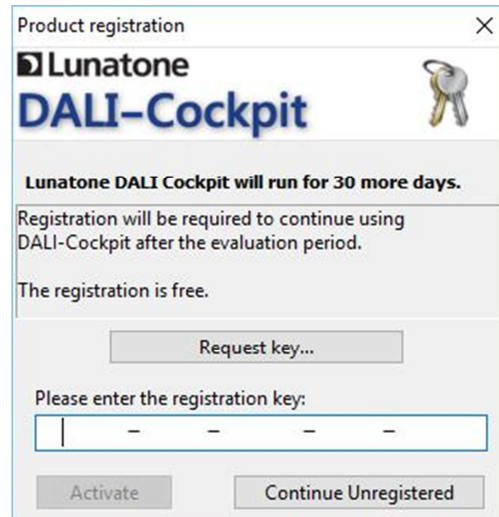 Product registration
Lunatone
DALI-Cockpit
Lunatone DALI Cockpit will run for 30 more days.
Registration will be required to continue using
DALI-Cockpit after the evaluation period.
The registration is free.
Request key...
Please enter the registration key:
– – – –
Activate
Continue Unregistered